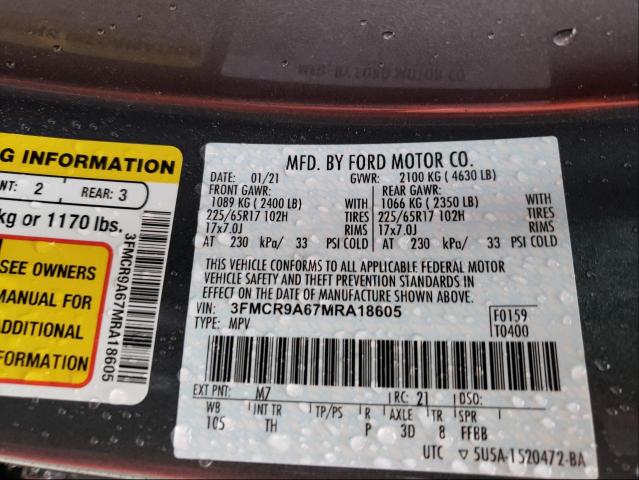 G INFORMATION
NT: 2 REAR: 3
kg or 1170 lbs.
SEE OWNERS
MANUAL FOR
ADDITIONAL
INFORMATION
3FMCR9A67MRA18605
MFD. BY FORD MOTOR CO.
DATE: 01/21 GVWR: 2100 KG ( 4630 LB)
FRONT GAWR: REAR GAWR:
1089 KG ( 2400 LB) 1066 KG ( 2350 LB)
225/65R17 102H TIRES 225/65R17 102H TIRES
17x7.0J RIMS 17x7.0J RIMS
AT 230 kPa/ 33 PSI COLD AT 230 kPa/ 33 PSI COLD
THIS VEHICLE CONFORMS TO ALL APPLICABLE FEDERAL MOTOR
VEHICLE SAFETY AND THEFT PREVENTION STANDARDS IN
EFFECT ON THE DATE OF MANUFACTURE SHOWN ABOVE.
VIN: 3FMCR9A67MRA18605
TYPE: MPV
F0159
T0400
EXT PNT: M7 RC: 21 DSO:
WB INT TR TP/PS R AXLE TR SPR
105 TH P 3D 8 FFBB
UTC ▽ 5U5A-1520472-BA